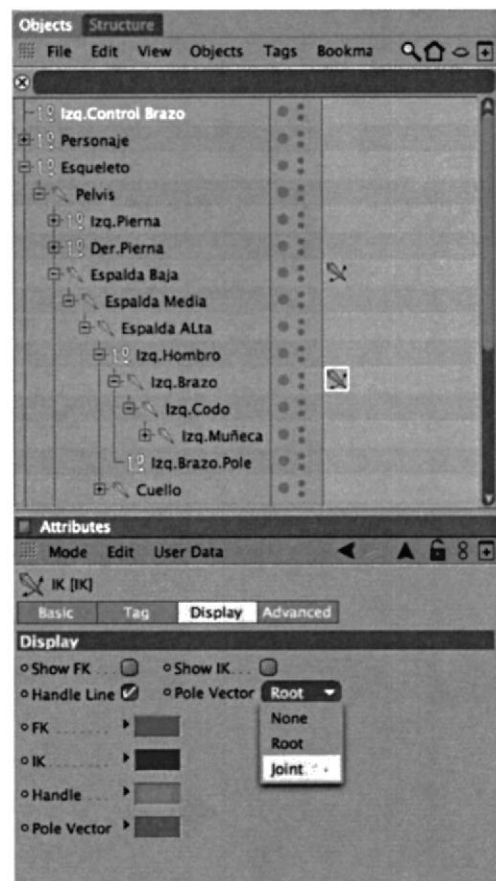 Objects Structure
File Edit View Objects Tags Bookma
Izq.Control Brazo
Personaje
Esqueleto
Pelvis
Izq.Pierna
Der.Pierna
Espalda Baja
Espalda Media
Espalda ALta
Izq.Hombro
Izq.Brazo
Izq.Codo
Izq.Muñeca
Izq.Brazo.Pole
Cuello
Attributes
Mode Edit User Data
IK [IK]
Basic Tag Display Advanced
Display
Show FK Show IK
Handle Line Pole Vector Root
FK None
Root
IK Joint
Handle
Pole Vector